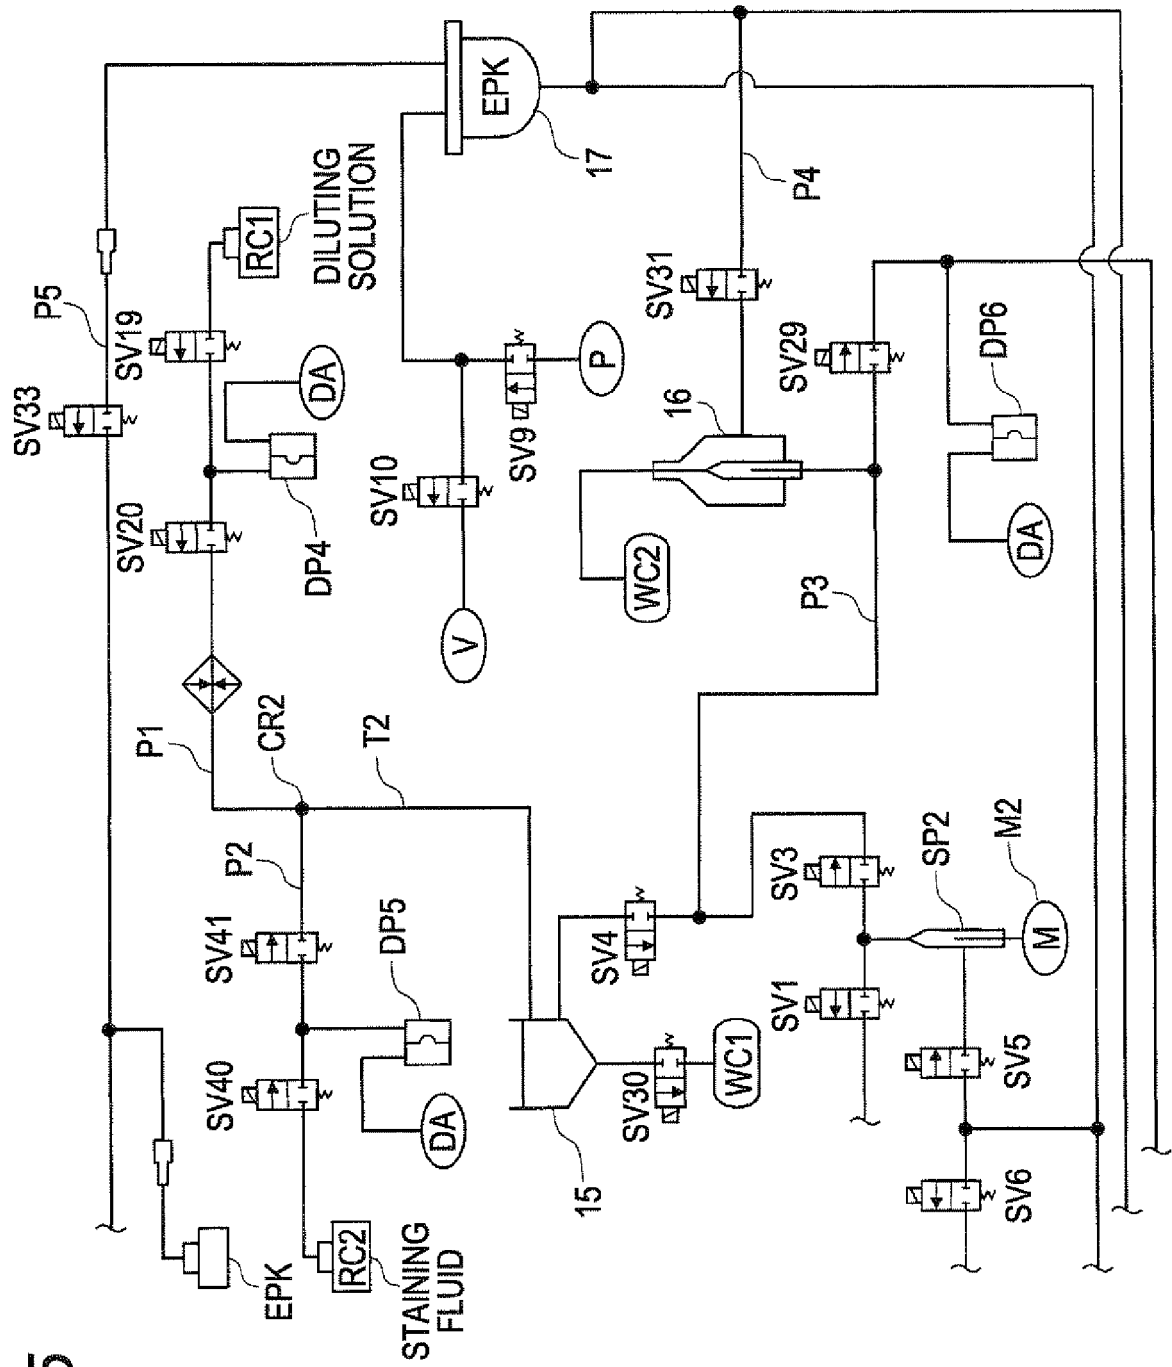 P5
SV33
SV19
RC1
DILUTING
SOLUTION
EPK
17
P4
SV20
DA
DP4
SV10
SV9
P
V
SV31
16
SV29
DP6
WC2
DA
P3
P1
CR2
T2
P2
SV41
DP5
SV40
DA
SV4
SV3
SP2
M2
M
SV1
SV30
WC1
15
SV5
SV6
EPK
RC2
STAINING
FLUID